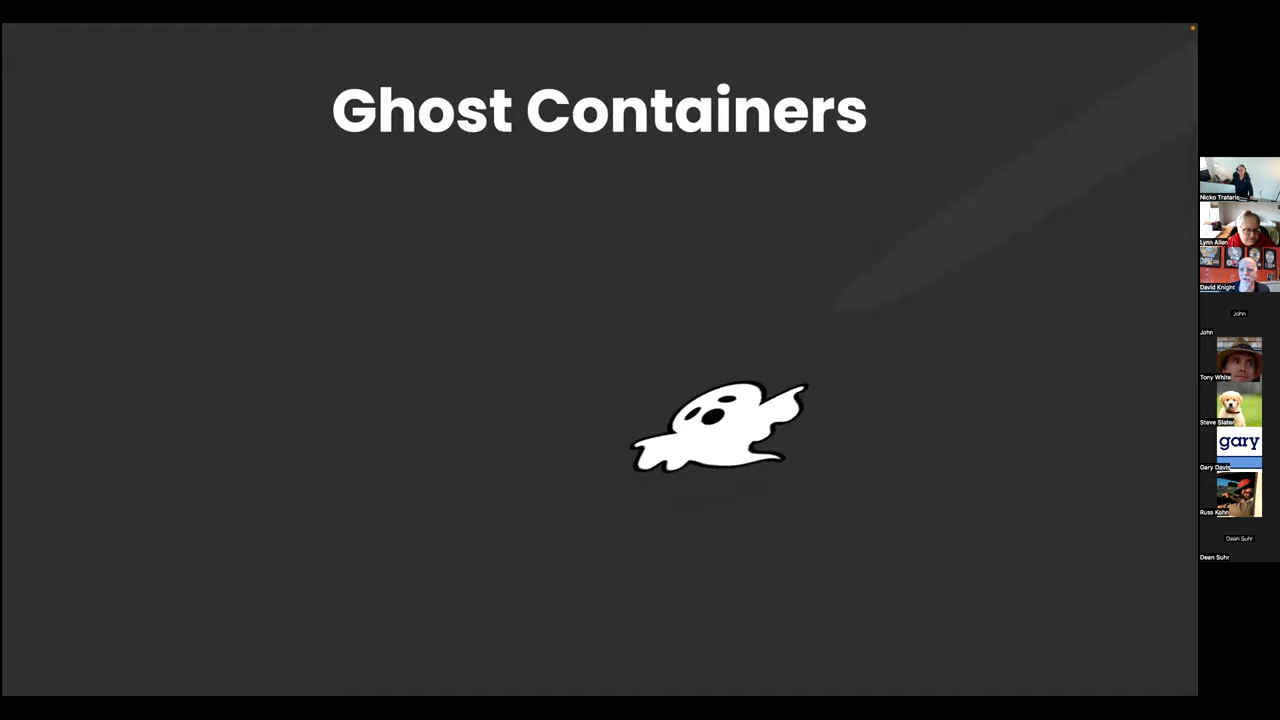 Ghost Containers
Nicko Trataris
Lynn Allen
David Knight
John
John
Tony White
Steve Slater
gary
Gary Davis
Russ Kohn
Dean Suhr
Dean Suhr